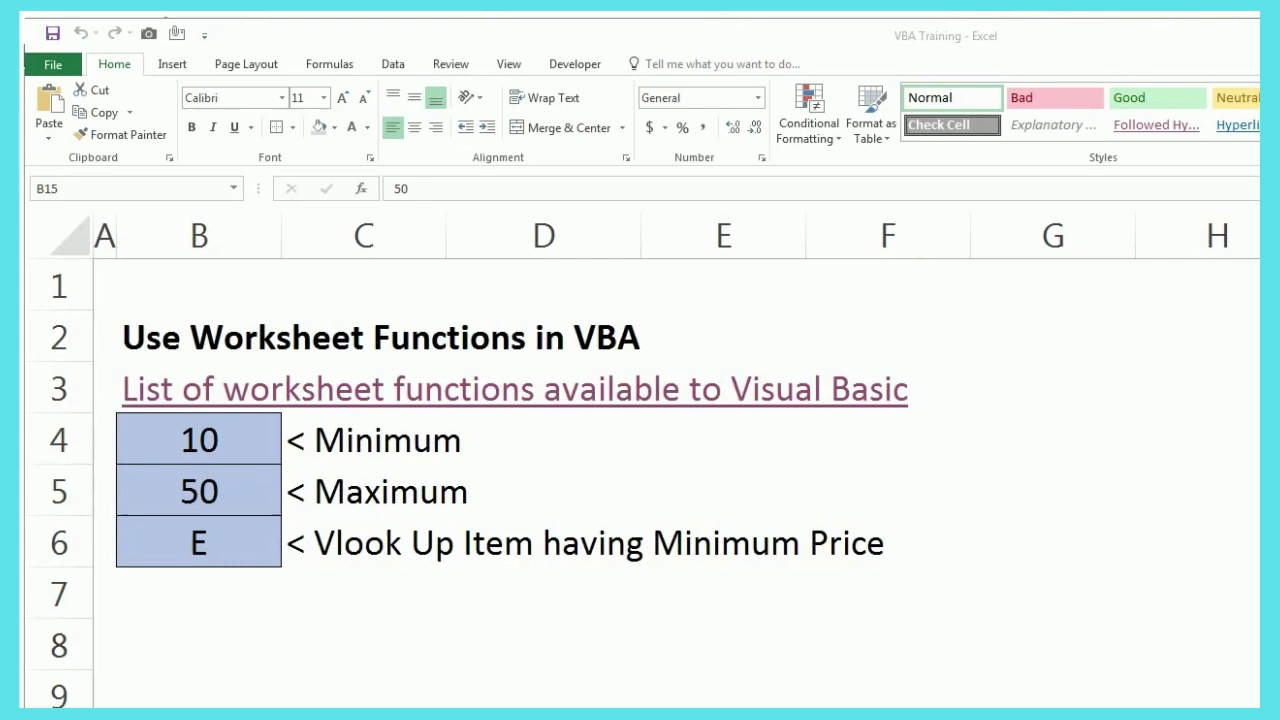 VBA Training - Excel
File Home Insert Page Layout Formulas Data Review View Developer Tell me what you want to do...
Paste Cut Copy Format Painter Clipboard
Calibri 11 B I U A Font
Wrap Text Merge & Center Alignment
General $ % , Number
Conditional Formatting Format as Table
Normal Bad Good Neutral
Check Cell Explanatory ... Followed Hy... Hyperli
Styles
B15 fx 50
A B C D E F G H
1
2 Use Worksheet Functions in VBA
3 List of worksheet functions available to Visual Basic
4 10 < Minimum
5 50 < Maximum
6 E < Vlook Up Item having Minimum Price
7
8
9